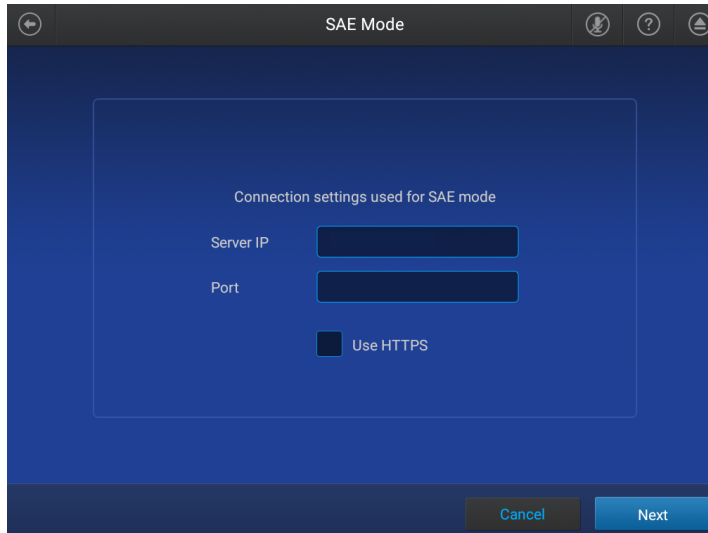 SAE Mode
?
Connection settings used for SAE mode
Server IP
Port
Use HTTPS
Cancel
Next